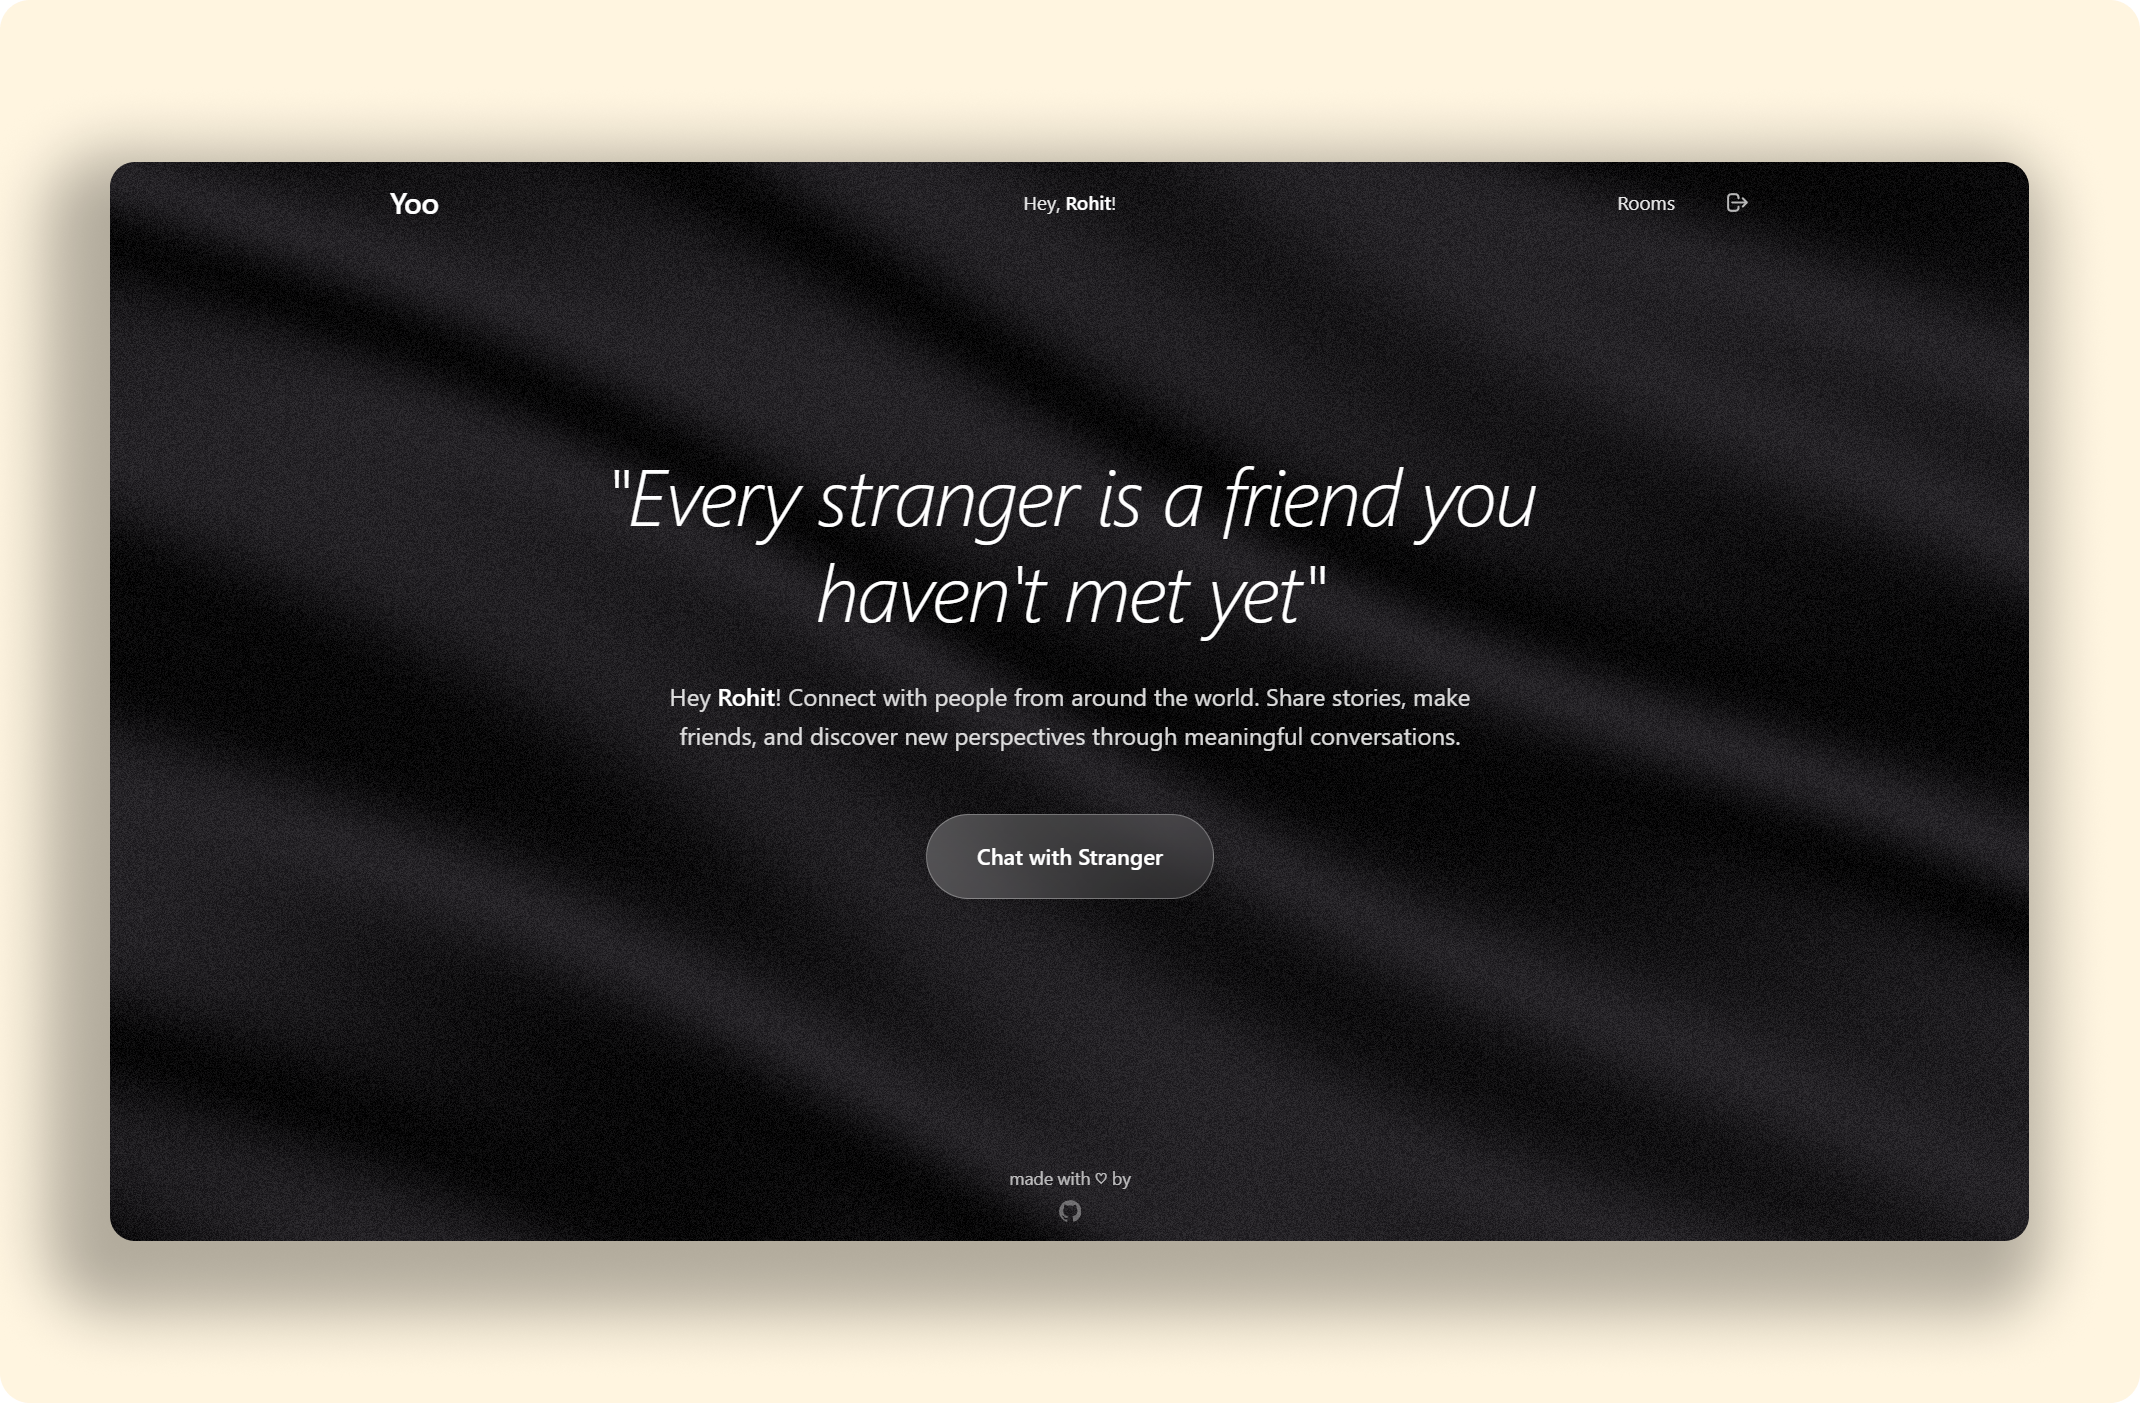 Yoo
Hey, Rohit!
Rooms
"Every stranger is a friend you
haven't met yet"
Hey Rohit! Connect with people from around the world. Share stories, make
friends, and discover new perspectives through meaningful conversations.
Chat with Stranger
made with ♡ by